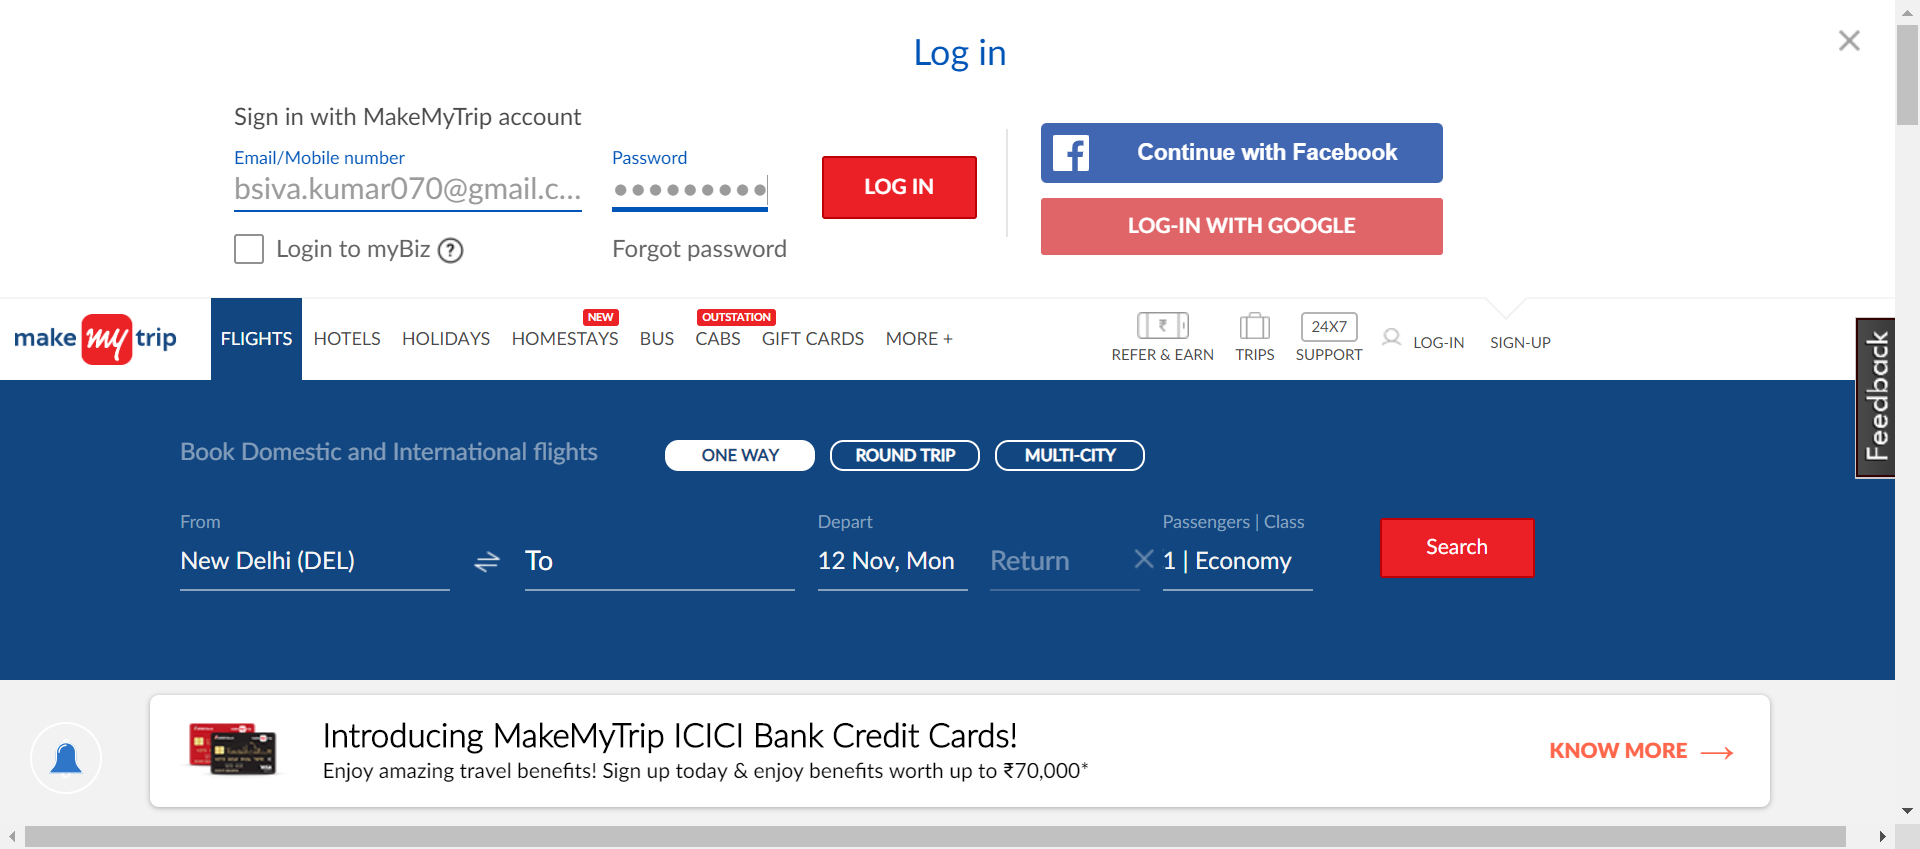 Log in
Sign in with MakeMyTrip account
Email/Mobile number
bsiva.kumar070@gmail.c...
Password
LOG IN
Continue with Facebook
LOG-IN WITH GOOGLE
Login to myBiz ?
Forgot password
make my trip
FLIGHTS
HOTELS
HOLIDAYS
NEW
HOMESTAYS
BUS
OUTSTATION
CABS
GIFT CARDS
MORE +
₹
REFER & EARN
TRIPS
24X7
SUPPORT
LOG-IN
SIGN-UP
Feedback
Book Domestic and International flights
ONE WAY
ROUND TRIP
MULTI-CITY
From
New Delhi (DEL)
To
Depart
12 Nov, Mon
Return
Passengers | Class
1 | Economy
Search
Introducing MakeMyTrip ICICI Bank Credit Cards!
Enjoy amazing travel benefits! Sign up today & enjoy benefits worth up to ₹70,000*
KNOW MORE